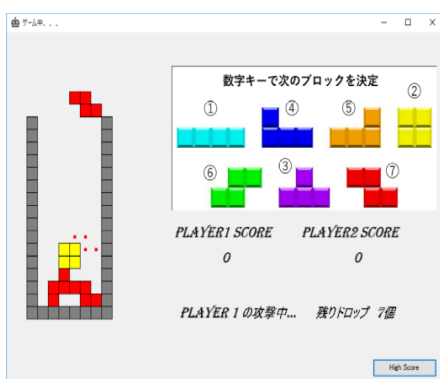 ゲーム中. . .
数字キーで次のブロックを決定
① ④ ⑤ ②
⑥ ③ ⑦
PLAYER1 SCORE PLAYER2 SCORE
0 0
PLAYER 1 の攻撃中... 残りドロップ 7個
High Score